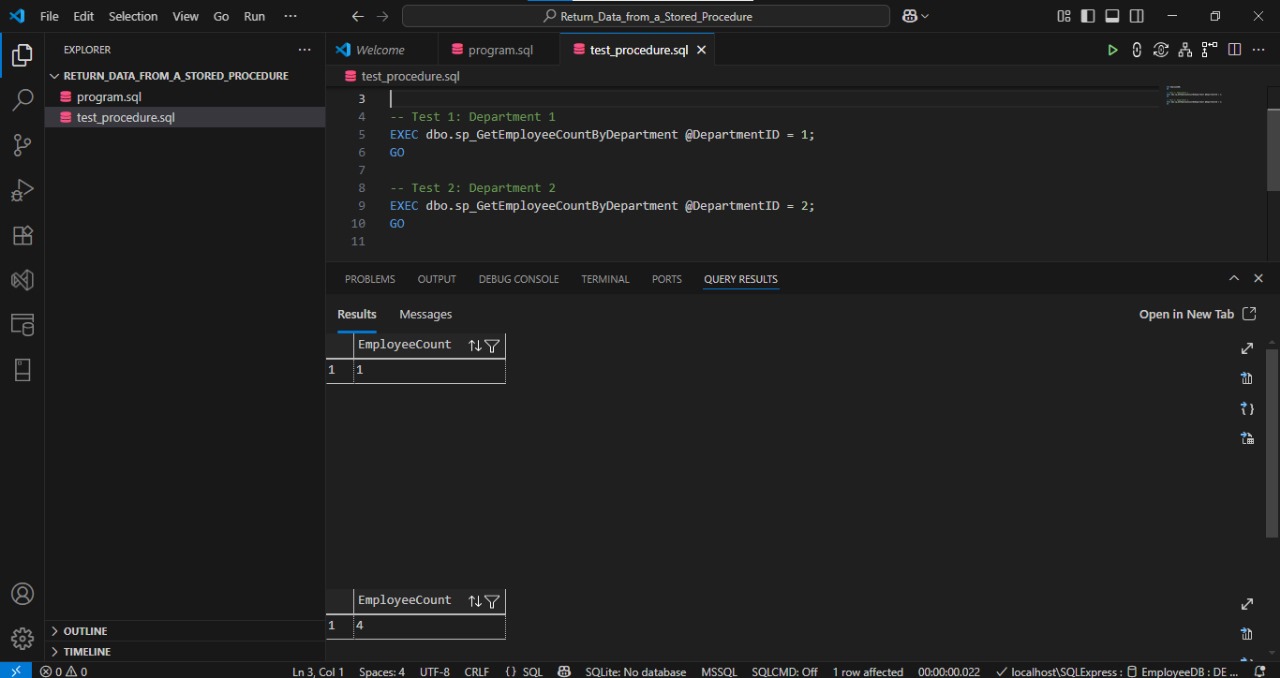 File Edit Selection View Go Run ···
Return_Data_from_a_Stored_Procedure
EXPLORER ···
RETURN_DATA_FROM_A_STORED_PROCEDURE
program.sql
test_procedure.sql
OUTLINE
TIMELINE
Welcome program.sql test_procedure.sql
test_procedure.sql
3
4 -- Test 1: Department 1
5 EXEC dbo.sp_GetEmployeeCountByDepartment @DepartmentID = 1;
6 GO
7
8 -- Test 2: Department 2
9 EXEC dbo.sp_GetEmployeeCountByDepartment @DepartmentID = 2;
10 GO
11
PROBLEMS OUTPUT DEBUG CONSOLE TERMINAL PORTS QUERY RESULTS
Results Messages Open in New Tab
EmployeeCount
1 1
EmployeeCount
1 4
0 0 Ln 3, Col 1 Spaces: 4 UTF-8 CRLF {} SQL SQLite: No database MSSQL SQLCMD: Off 1 row affected 00:00:00.022 localhost\SQLExpress : EmployeeDB : DE ...